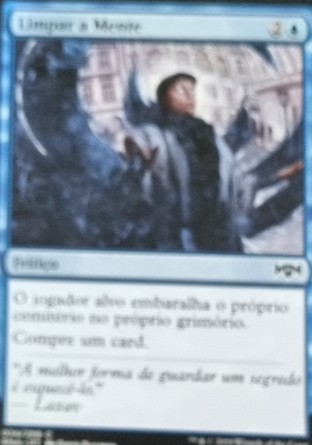 Limpar a Mente 2
Feitiço
O jogador alvo embaralha o próprio
cemitério no próprio grimório.
Compre um card.
"A melhor forma de guardar um segredo
é esquecê-lo."
— Lazav